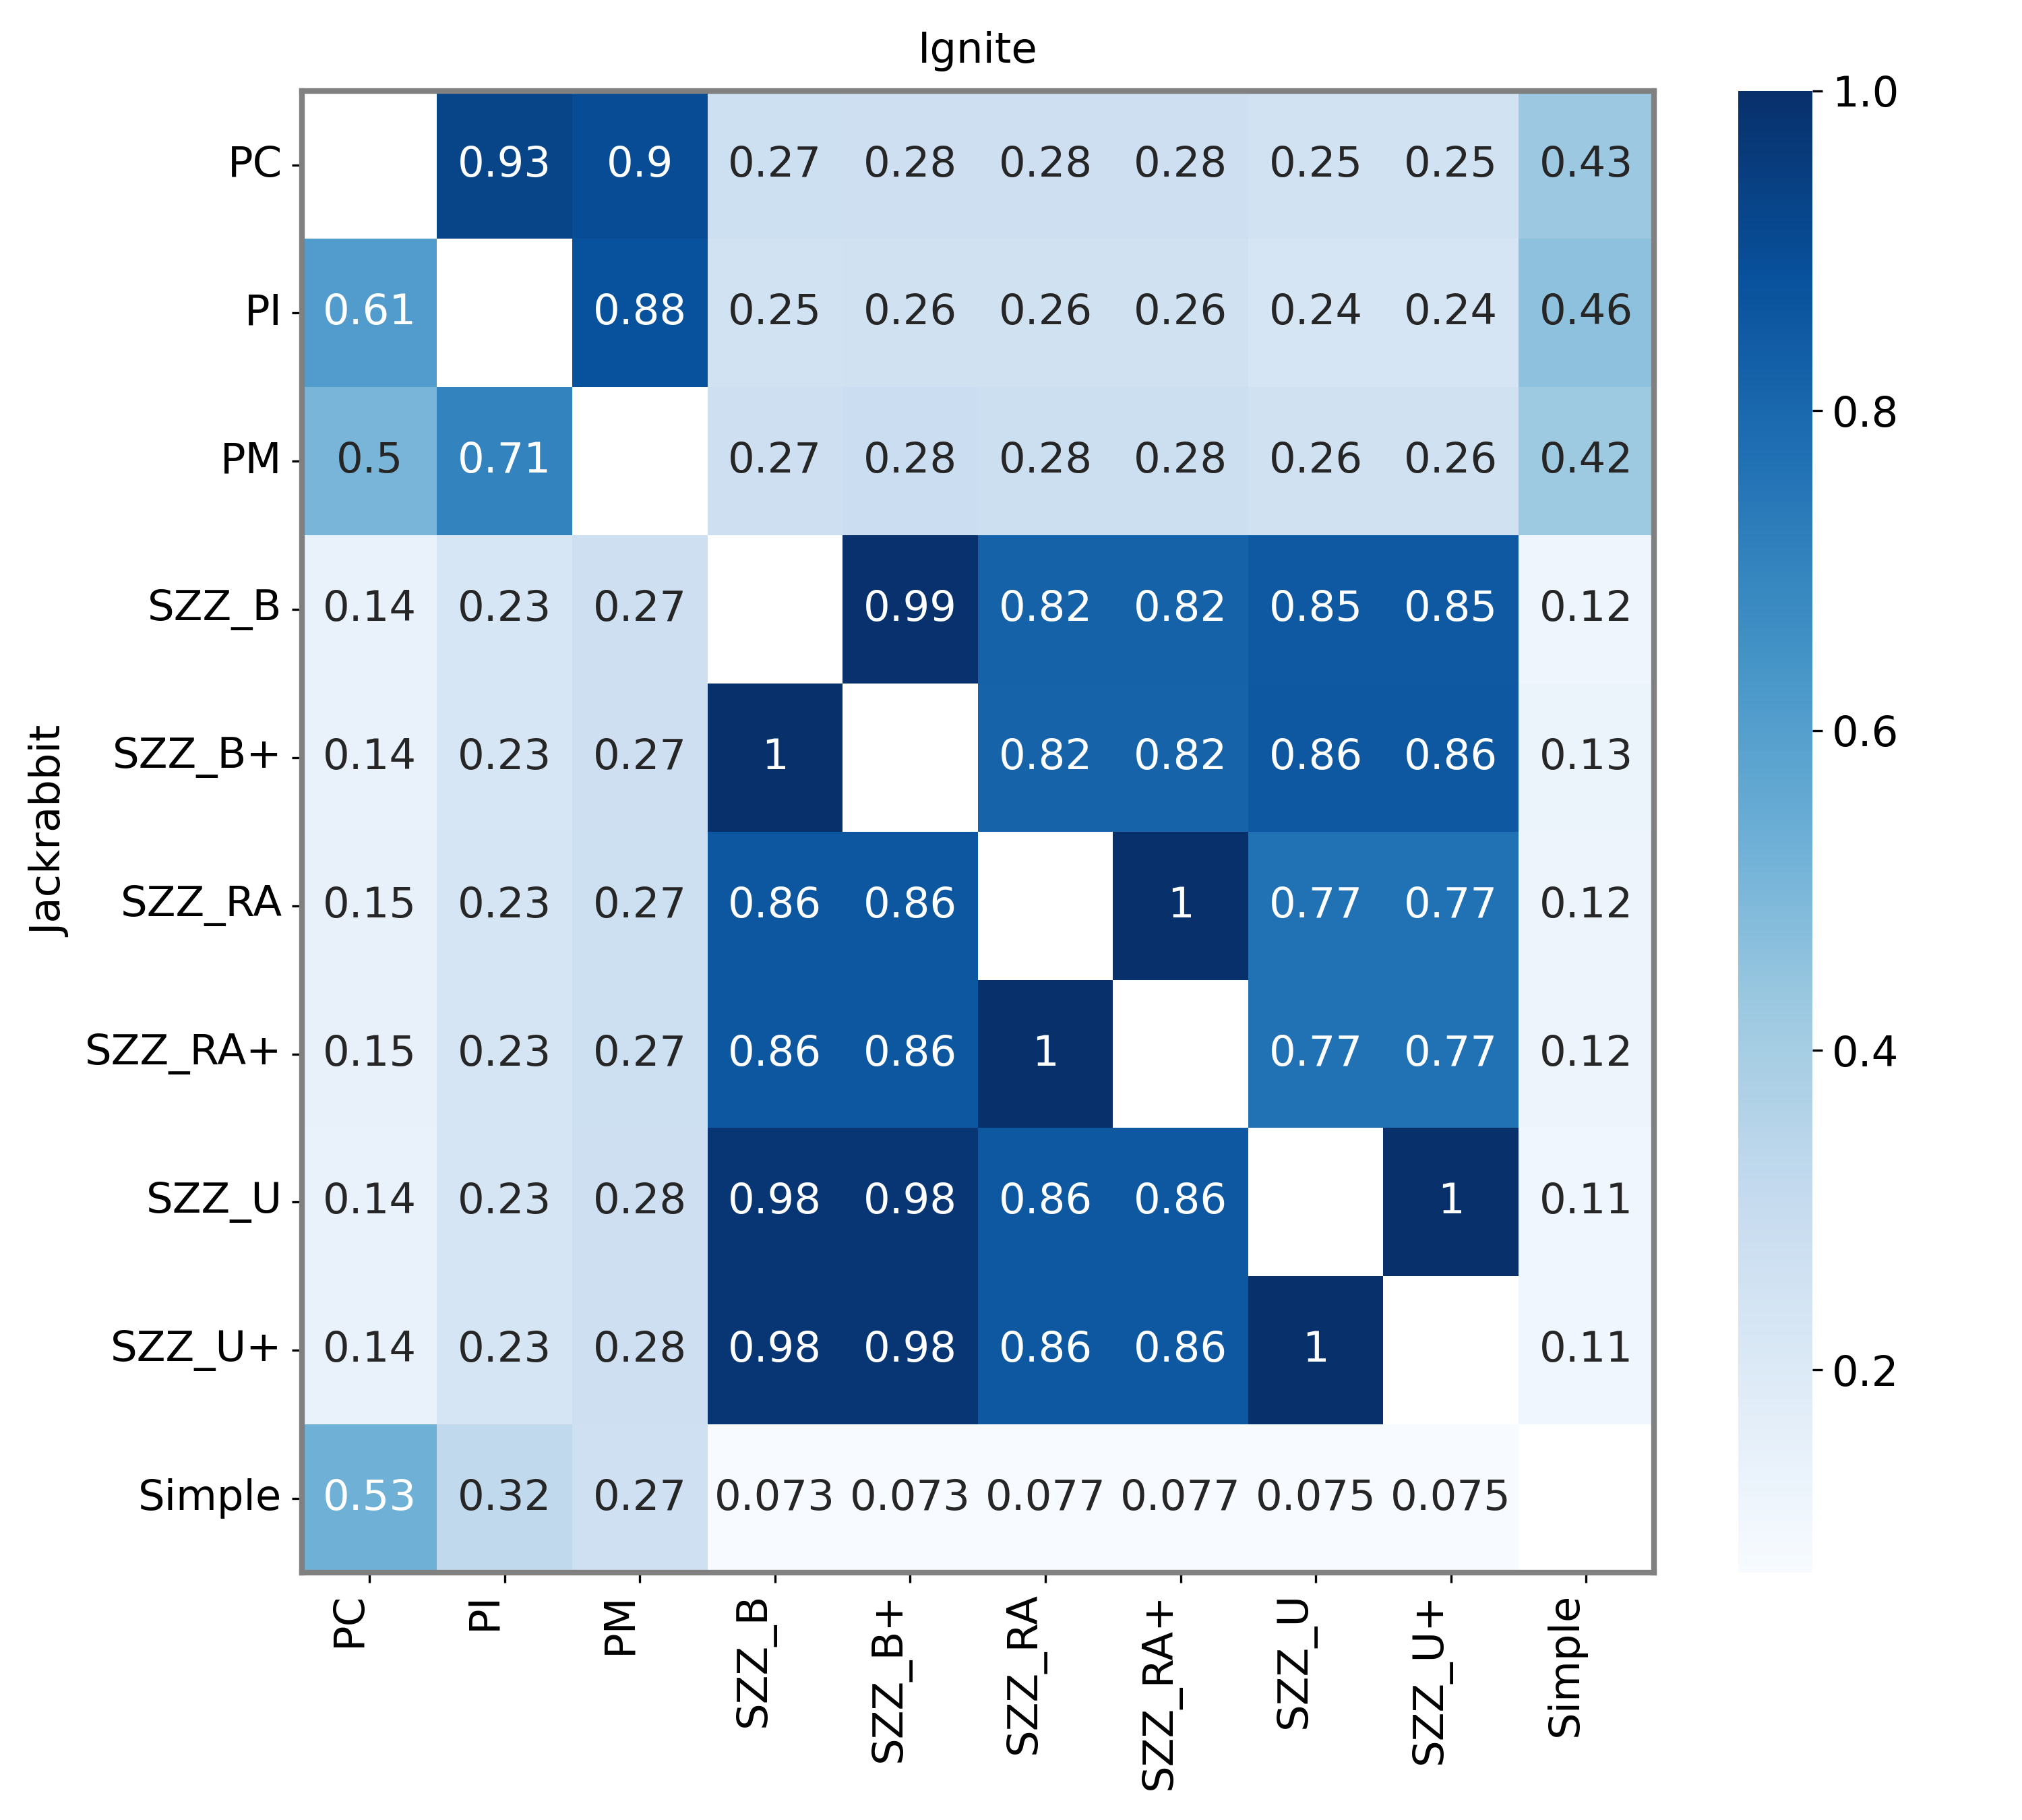 Ignite
1.0
PC 0.93 0.9 0.27 0.28 0.28 0.28 0.25 0.25 0.43
PI 0.61 0.88 0.25 0.26 0.26 0.26 0.24 0.24 0.46
PM 0.5 0.71 0.27 0.28 0.28 0.28 0.26 0.26 0.42
0.8
SZZ_B 0.14 0.23 0.27 0.99 0.82 0.82 0.85 0.85 0.12
0.6
SZZ_B+ 0.14 0.23 0.27 1 0.82 0.82 0.86 0.86 0.13
Jackrabbit
SZZ_RA 0.15 0.23 0.27 0.86 0.86 1 0.77 0.77 0.12
SZZ_RA+ 0.15 0.23 0.27 0.86 0.86 1 0.77 0.77 0.12
0.4
SZZ_U 0.14 0.23 0.28 0.98 0.98 0.86 0.86 1 0.11
SZZ_U+ 0.14 0.23 0.28 0.98 0.98 0.86 0.86 1 0.11
0.2
Simple 0.53 0.32 0.27 0.073 0.073 0.077 0.077 0.075 0.075
PC PI PM SZZ_B SZZ_B+ SZZ_RA SZZ_RA+ SZZ_U SZZ_U+ Simple